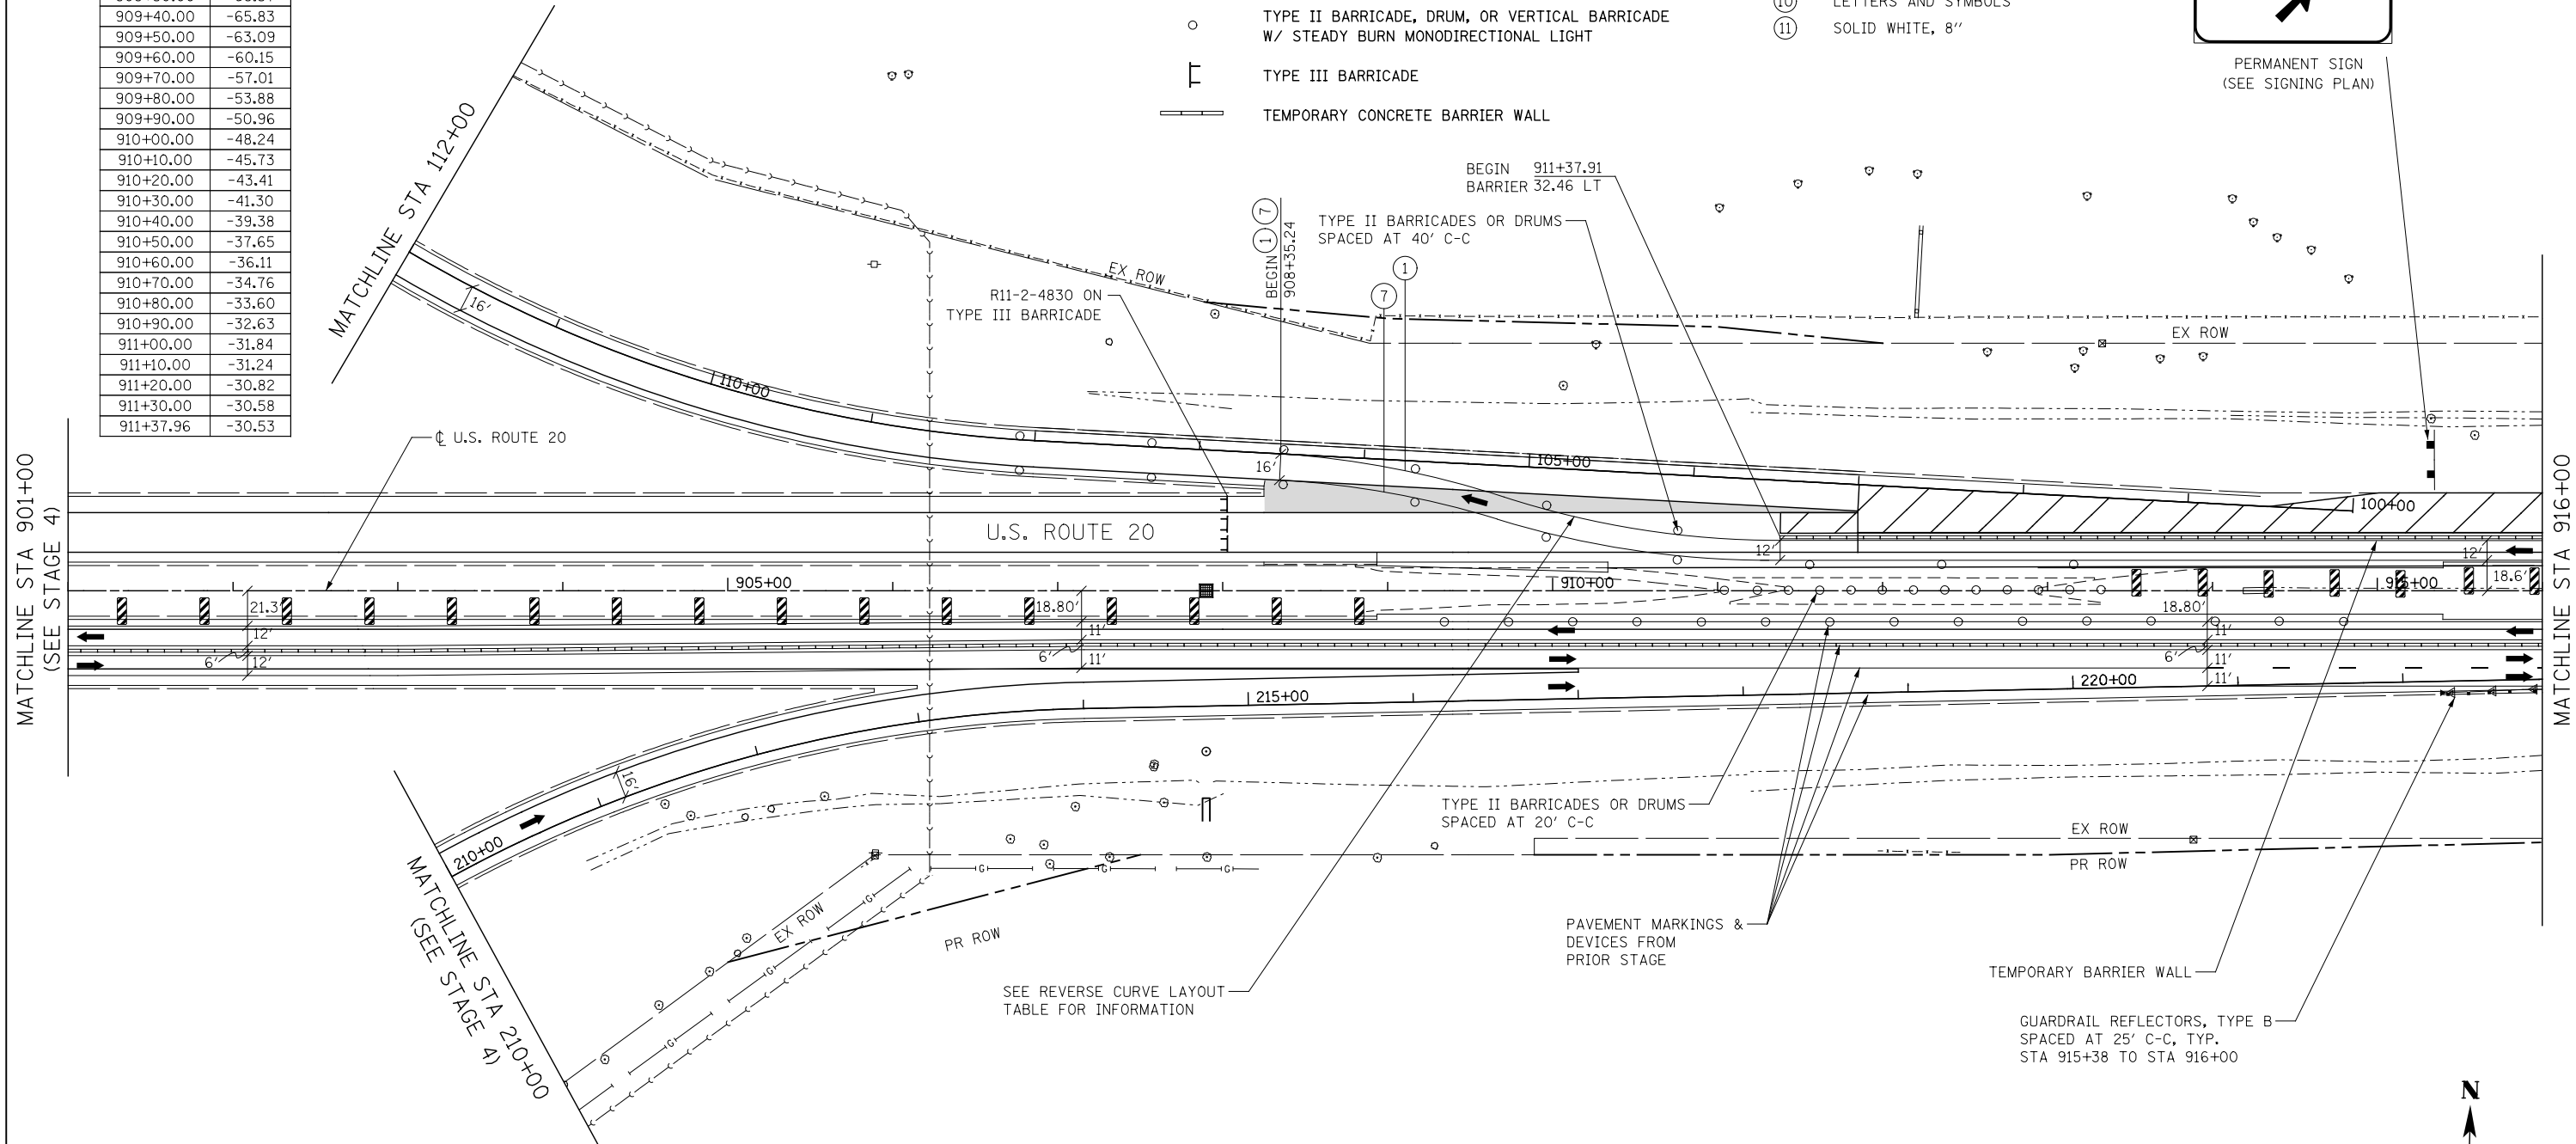 909+40.00 -65.83
909+50.00 -63.09
909+60.00 -60.15
909+70.00 -57.01
909+80.00 -53.88
909+90.00 -50.96
910+00.00 -48.24
910+10.00 -45.73
910+20.00 -43.41
910+30.00 -41.30
910+40.00 -39.38
910+50.00 -37.65
910+60.00 -36.11
910+70.00 -34.76
910+80.00 -33.60
910+90.00 -32.63
911+00.00 -31.84
911+10.00 -31.24
911+20.00 -30.82
911+30.00 -30.58
911+37.96 -30.53
TYPE II BARRICADE, DRUM, OR VERTICAL BARRICADE
W/ STEADY BURN MONODIRECTIONAL LIGHT
TYPE III BARRICADE
TEMPORARY CONCRETE BARRIER WALL
10 LETTERS AND SYMBOLS
11 SOLID WHITE, 8"
PERMANENT SIGN
(SEE SIGNING PLAN)
MATCHLINE STA 112+00
BEGIN 911+37.91
BARRIER 32.46 LT
TYPE II BARRICADES OR DRUMS
SPACED AT 40' C-C
BEGIN 1 7
908+35.24
1
7
EX ROW
R11-2-4830 ON
TYPE III BARRICADE
EX ROW
16'
110+00
℄ U.S. ROUTE 20
16'
105+00
100+00
MATCHLINE STA 901+00
(SEE STAGE 4)
U.S. ROUTE 20
12'
12'
MATCHLINE STA 916+00
905+00
910+00
915+00
18.6'
21.3'
18.80'
18.80'
12'
11'
11'
6'
12'
6'
11'
6'
11'
11'
215+00
220+00
16'
210+00
MATCHLINE STA 210+00
(SEE STAGE 4)
TYPE II BARRICADES OR DRUMS
SPACED AT 20' C-C
EX ROW
PR ROW
G
G
G
G
G
G
EX ROW
PR ROW
PAVEMENT MARKINGS &
DEVICES FROM
PRIOR STAGE
TEMPORARY BARRIER WALL
SEE REVERSE CURVE LAYOUT
TABLE FOR INFORMATION
GUARDRAIL REFLECTORS, TYPE B
SPACED AT 25' C-C, TYP.
STA 915+38 TO STA 916+00
N